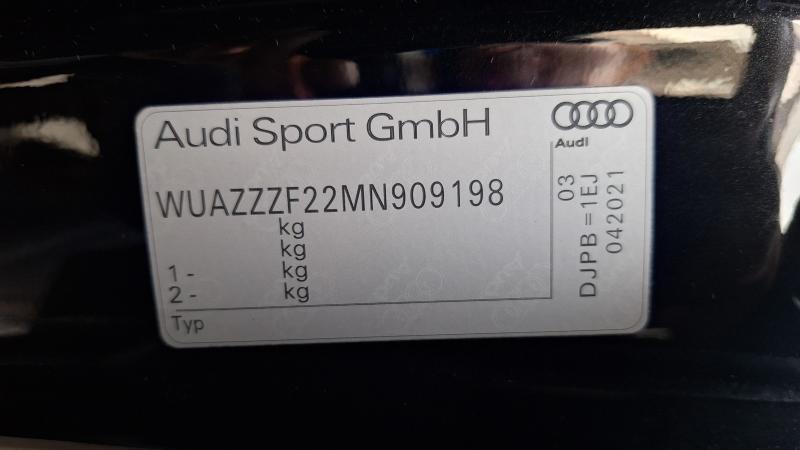 Audi Sport GmbH
Audi
WUAZZZF22MN909198
kg
kg
1 - kg
2 - kg
Typ
03
DJPB = 1EJ
042021